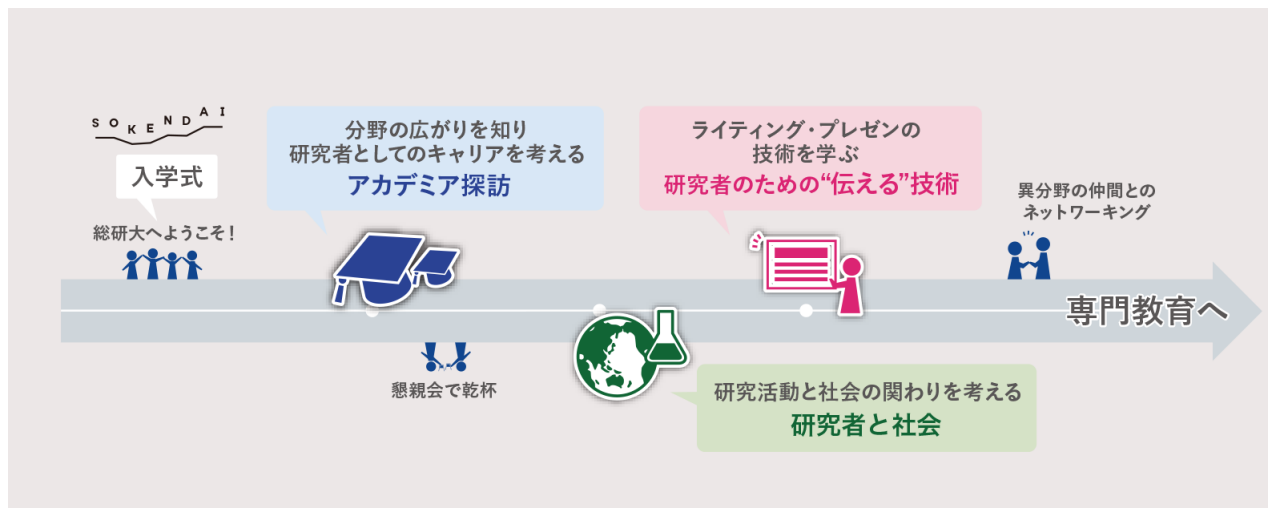 SOKENDAI
入学式
総研大へようこそ!
分野の広がりを知り
研究者としてのキャリアを考える
アカデミア探訪
懇親会で乾杯
研究活動と社会の関わりを考える
研究者と社会
ライティング・プレゼンの
技術を学ぶ
研究者のための“伝える”技術
異分野の仲間との
ネットワーキング
専門教育へ